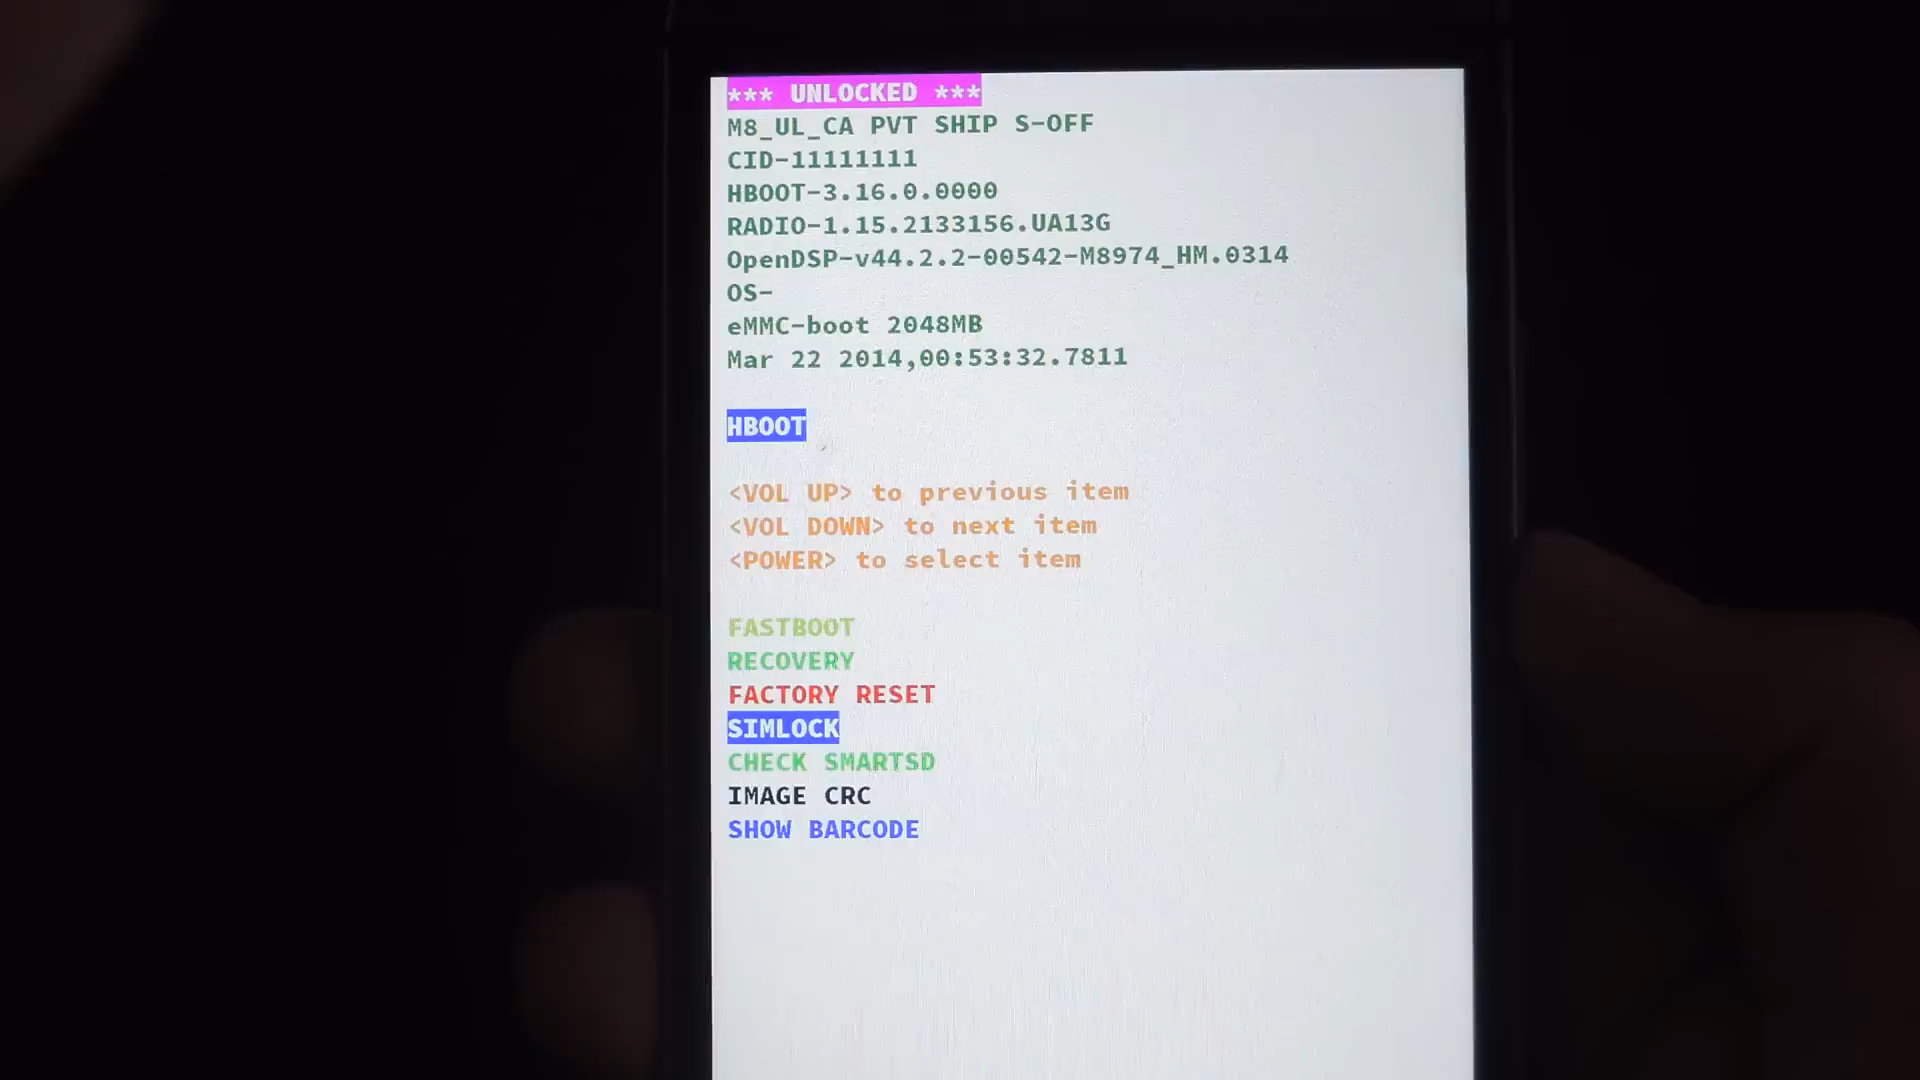 *** UNLOCKED ***
M8_UL_CA PVT SHIP S-OFF
CID-11111111
HBOOT-3.16.0.0000
RADIO-1.15.2133156.UA13G
OpenDSP-v44.2.2-00542-M8974_HM.0314
OS-
eMMC-boot 2048MB
Mar 22 2014,00:53:32.7811
HBOOT
<VOL UP> to previous item
<VOL DOWN> to next item
<POWER> to select item
FASTBOOT
RECOVERY
FACTORY RESET
SIMLOCK
CHECK SMARTSD
IMAGE CRC
SHOW BARCODE